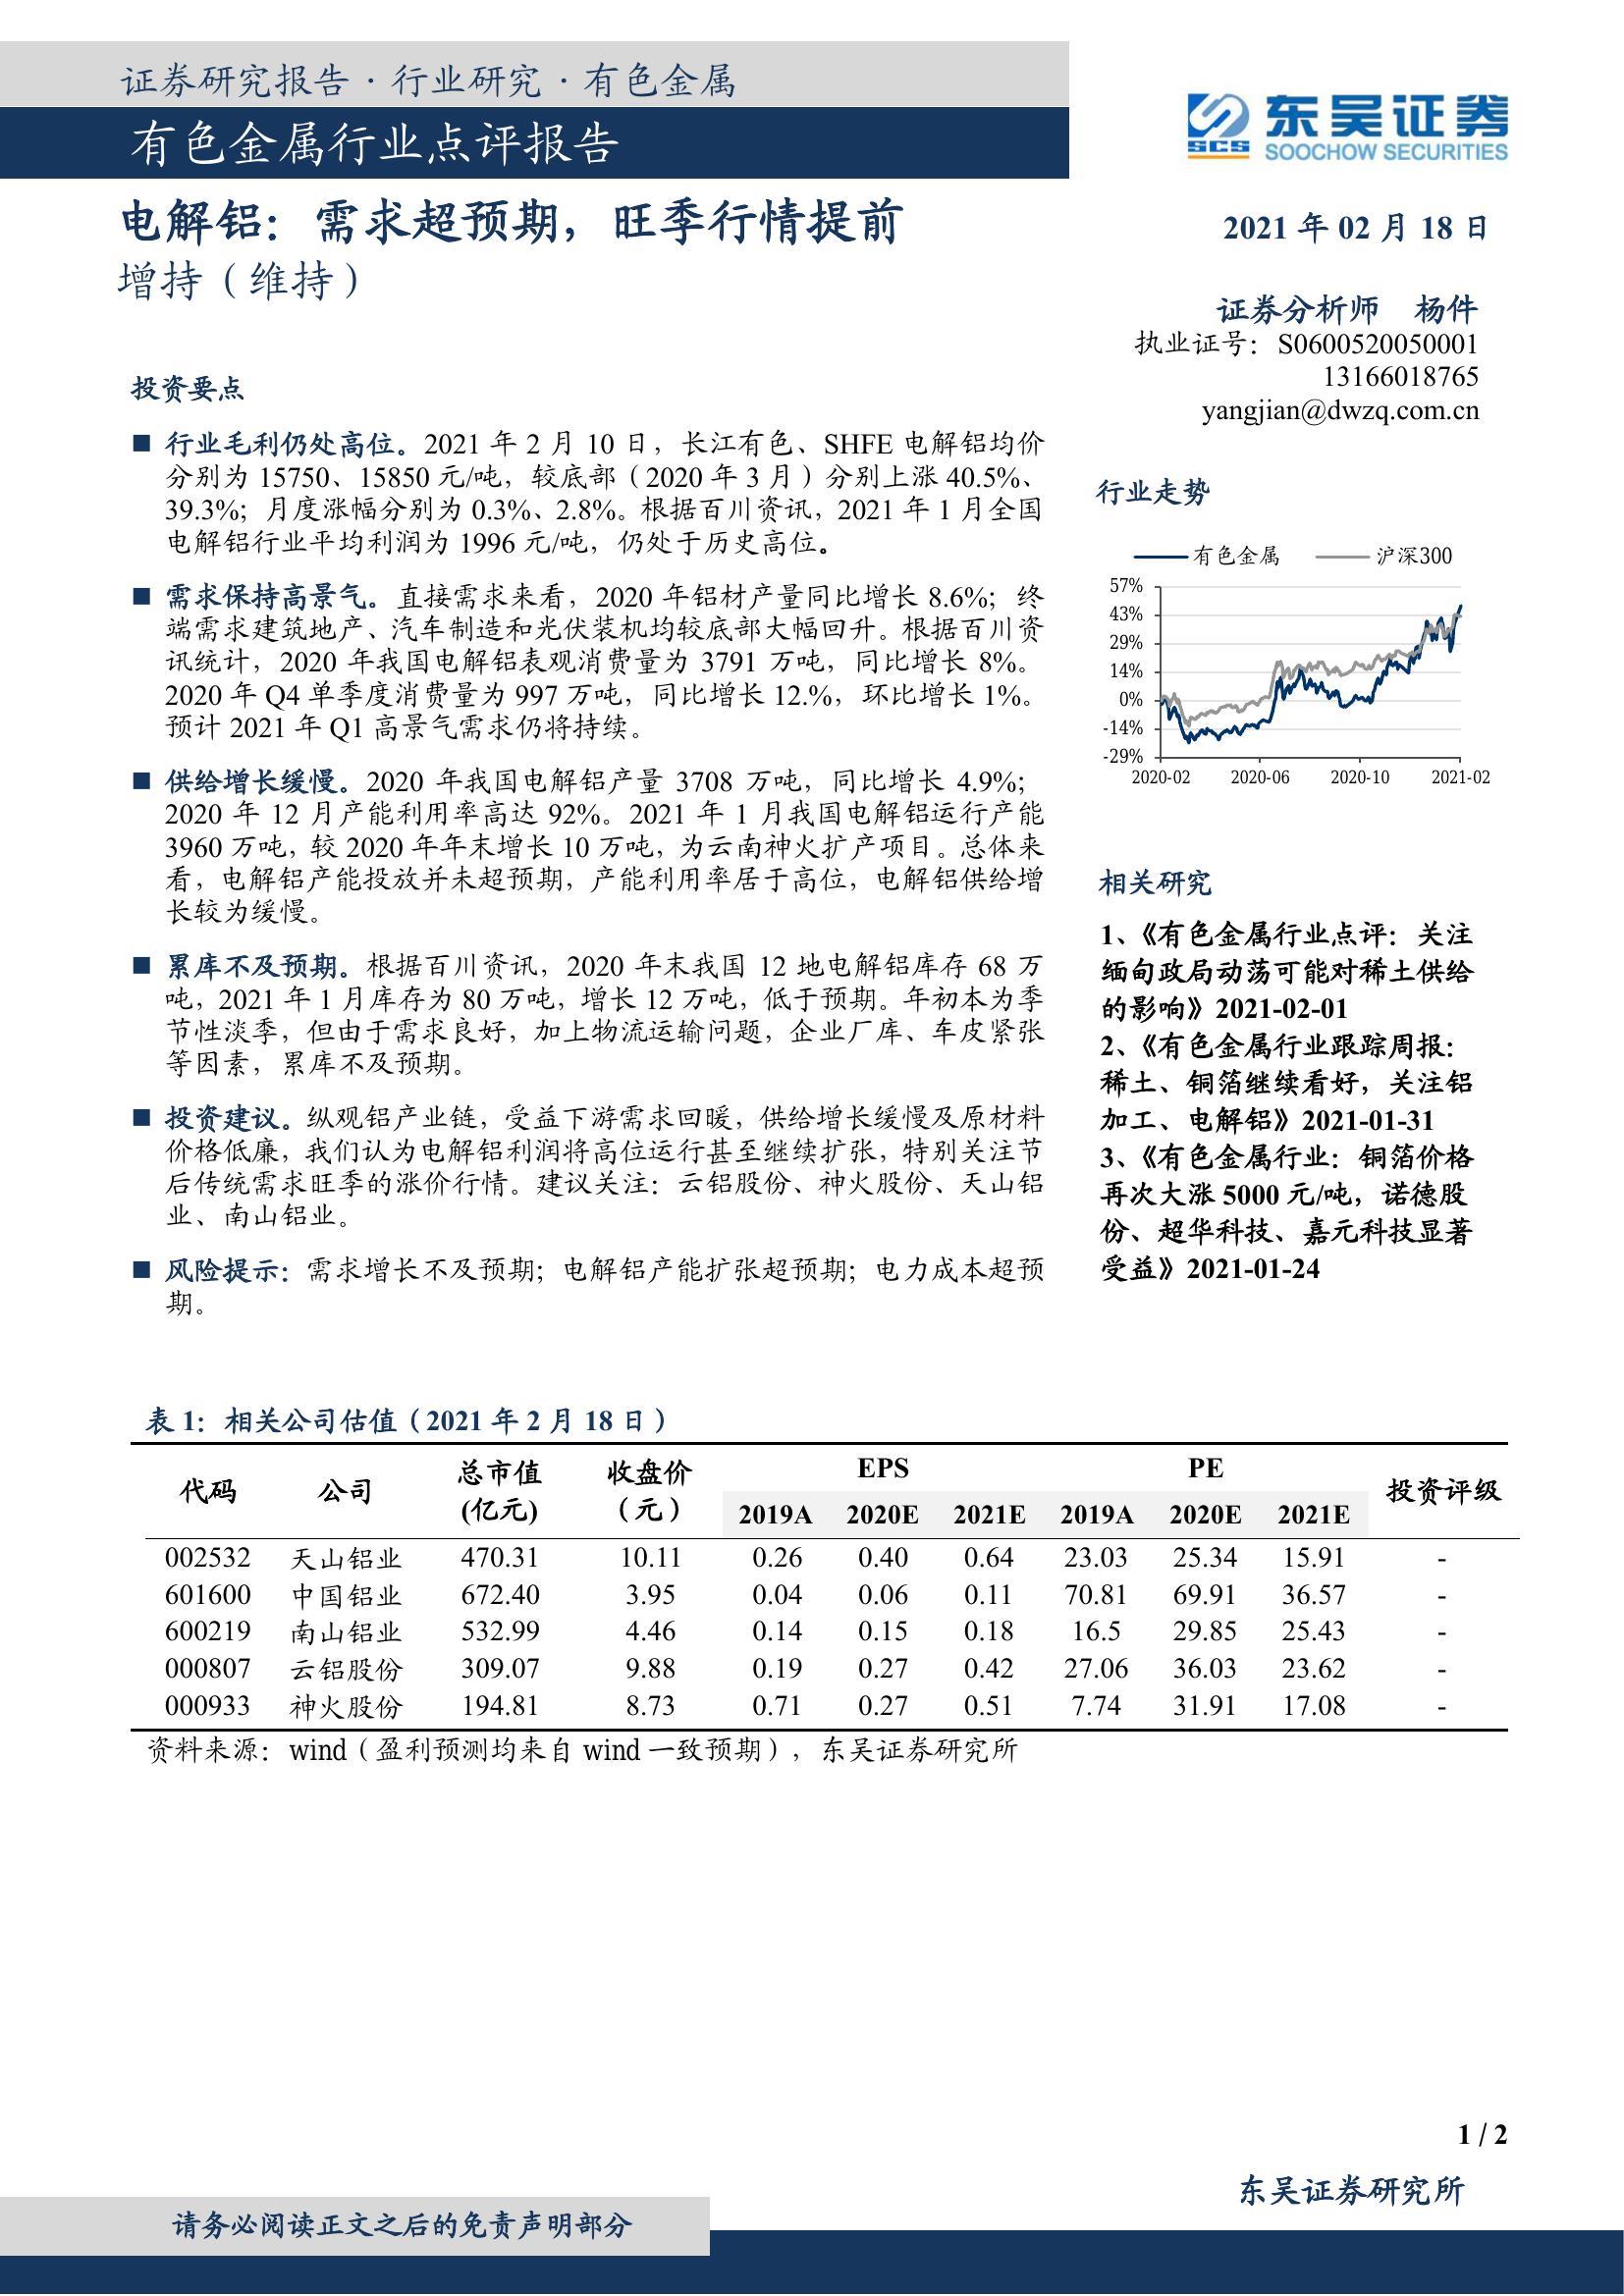 证券研究报告 · 行业研究 · 有色金属
有色金属行业点评报告
SCS
东吴证券
SOOCHOW SECURITIES
电解铝：需求超预期，旺季行情提前
增持（维持）
2021 年 02 月 18 日
证券分析师 杨件
执业证号：S0600520050001
13166018765
yangjian@dwzq.com.cn
投资要点
■ 行业毛利仍处高位。2021 年 2 月 10 日，长江有色、SHFE 电解铝均价
分别为 15750、15850 元/吨，较底部（2020 年 3 月）分别上涨 40.5%、
39.3%；月度涨幅分别为 0.3%、2.8%。根据百川资讯，2021 年 1 月全国
电解铝行业平均利润为 1996 元/吨，仍处于历史高位。
■ 需求保持高景气。直接需求来看，2020 年铝材产量同比增长 8.6%；终
端需求建筑地产、汽车制造和光伏装机均较底部大幅回升。根据百川资
讯统计，2020 年我国电解铝表观消费量为 3791 万吨，同比增长 8%。
2020 年 Q4 单季度消费量为 997 万吨，同比增长 12.%，环比增长 1%。
预计 2021 年 Q1 高景气需求仍将持续。
■ 供给增长缓慢。2020 年我国电解铝产量 3708 万吨，同比增长 4.9%；
2020 年 12 月产能利用率高达 92%。2021 年 1 月我国电解铝运行产能
3960 万吨，较 2020 年年末增长 10 万吨，为云南神火扩产项目。总体来
看，电解铝产能投放并未超预期，产能利用率居于高位，电解铝供给增
长较为缓慢。
■ 累库不及预期。根据百川资讯，2020 年末我国 12 地电解铝库存 68 万
吨，2021 年 1 月库存为 80 万吨，增长 12 万吨，低于预期。年初本为季
节性淡季，但由于需求良好，加上物流运输问题，企业厂库、车皮紧张
等因素，累库不及预期。
■ 投资建议。纵观铝产业链，受益下游需求回暖，供给增长缓慢及原材料
价格低廉，我们认为电解铝利润将高位运行甚至继续扩张，特别关注节
后传统需求旺季的涨价行情。建议关注：云铝股份、神火股份、天山铝
业、南山铝业。
■ 风险提示：需求增长不及预期；电解铝产能扩张超预期；电力成本超预
期。
行业走势
有色金属 沪深300
57%
43%
29%
14%
0%
-14%
-29%
2020-02 2020-06 2020-10 2021-02
相关研究
1、《有色金属行业点评：关注
缅甸政局动荡可能对稀土供给
的影响》2021-02-01
2、《有色金属行业跟踪周报：
稀土、铜箔继续看好，关注铝
加工、电解铝》2021-01-31
3、《有色金属行业：铜箔价格
再次大涨 5000 元/吨，诺德股
份、超华科技、嘉元科技显著
受益》2021-01-24
表 1：相关公司估值（2021 年 2 月 18 日）
代码 公司 总市值(亿元) 收盘价（元） EPS PE 投资评级
2019A 2020E 2021E 2019A 2020E 2021E
002532 天山铝业 470.31 10.11 0.26 0.40 0.64 23.03 25.34 15.91 -
601600 中国铝业 672.40 3.95 0.04 0.06 0.11 70.81 69.91 36.57 -
600219 南山铝业 532.99 4.46 0.14 0.15 0.18 16.5 29.85 25.43 -
000807 云铝股份 309.07 9.88 0.19 0.27 0.42 27.06 36.03 23.62 -
000933 神火股份 194.81 8.73 0.71 0.27 0.51 7.74 31.91 17.08 -
资料来源：wind（盈利预测均来自 wind 一致预期），东吴证券研究所
1 / 2
东吴证券研究所
请务必阅读正文之后的免责声明部分